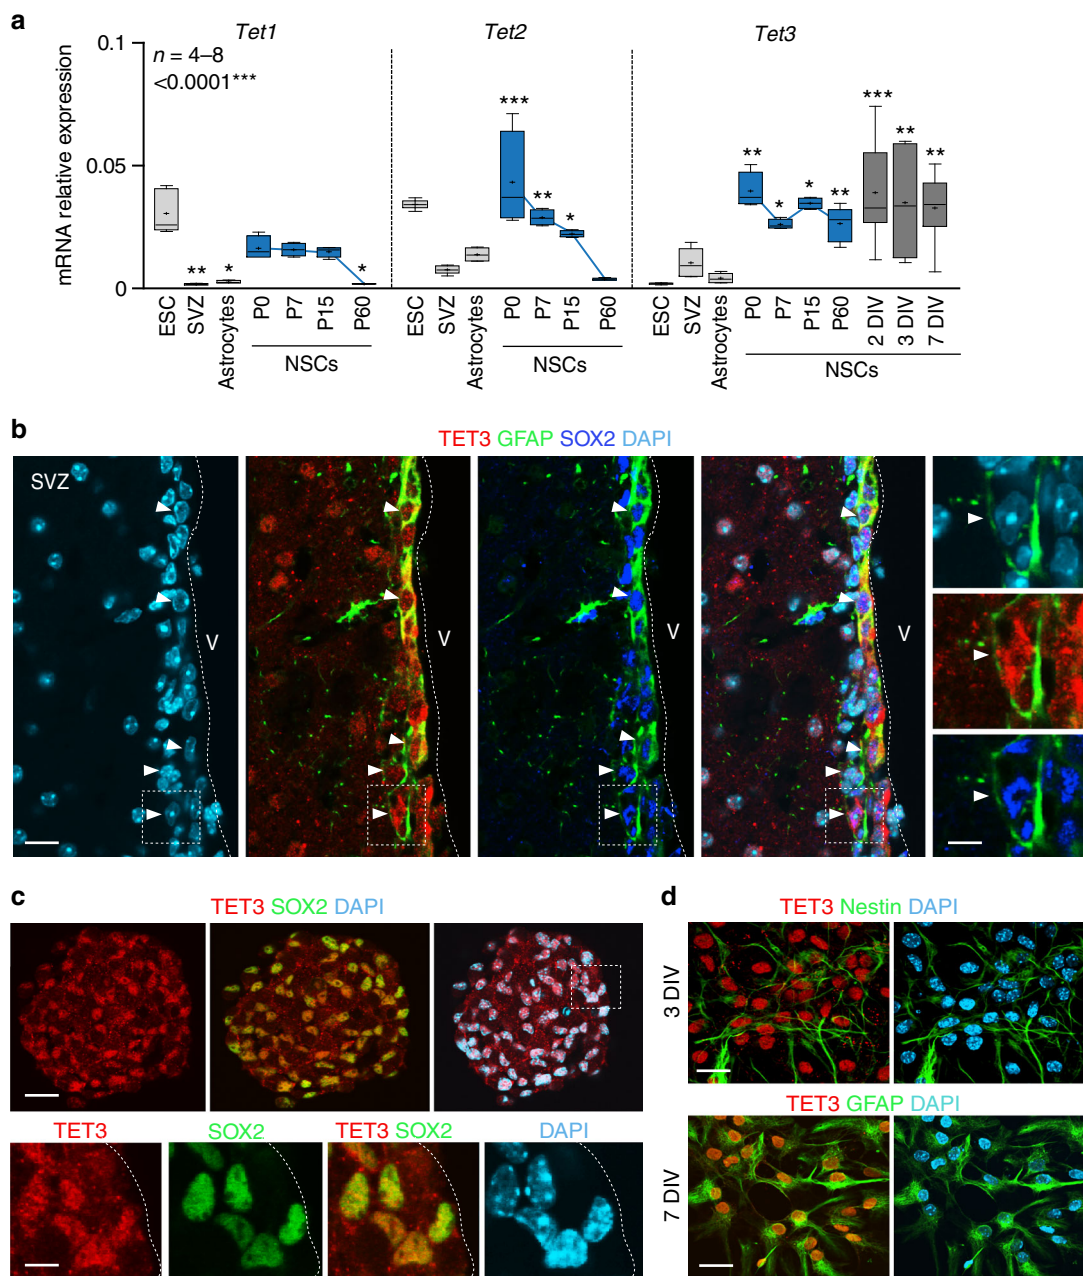 a
Tet1 Tet2 Tet3
mRNA relative expression
0.1
0.05
0
n = 4–8
<0.0001***
** * *
*** ** *
** * * ** *** ** **
ESC SVZ Astrocytes P0 P7 P15 P60 ESC SVZ Astrocytes P0 P7 P15 P60 ESC SVZ Astrocytes P0 P7 P15 P60 2 DIV 3 DIV 7 DIV
NSCs NSCs NSCs
b
TET3 GFAP SOX2 DAPI
SVZ
V V V V
c
TET3 SOX2 DAPI
TET3 SOX2 TET3 SOX2 DAPI
d
TET3 Nestin DAPI
3 DIV
TET3 GFAP DAPI
7 DIV